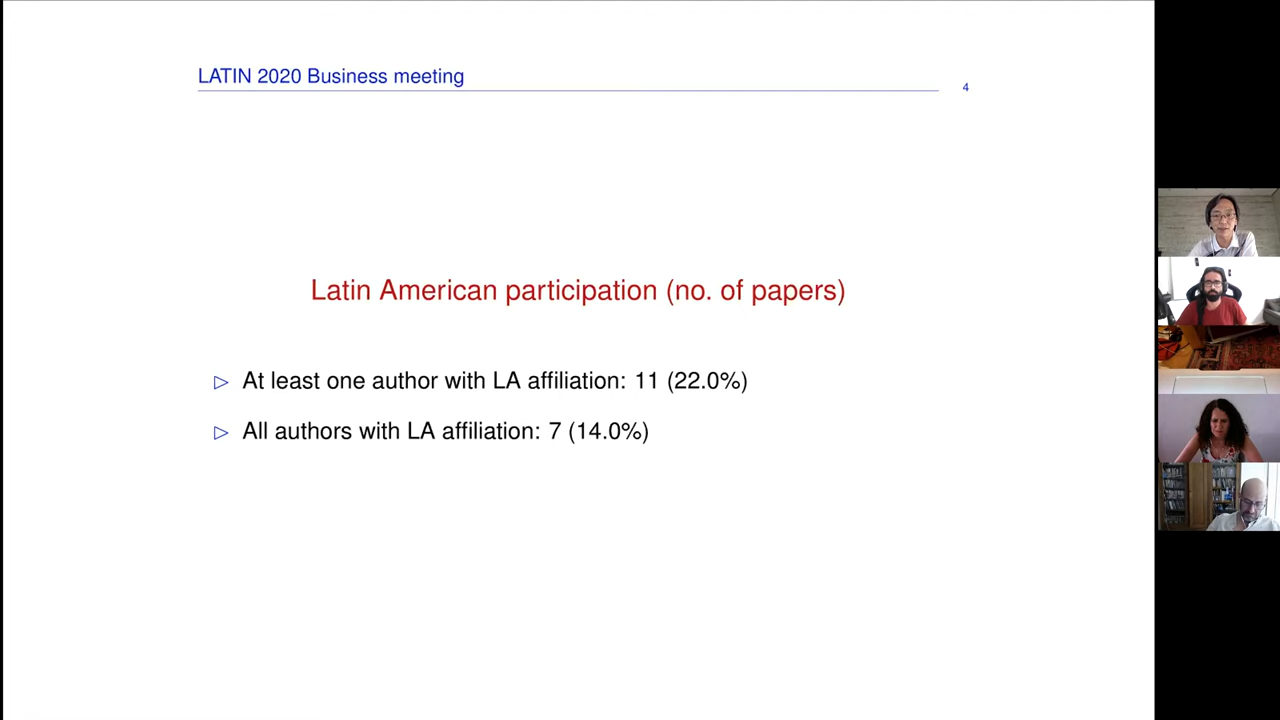 LATIN 2020 Business meeting
4
Latin American participation (no. of papers)
▷ At least one author with LA affiliation: 11 (22.0%)
▷ All authors with LA affiliation: 7 (14.0%)